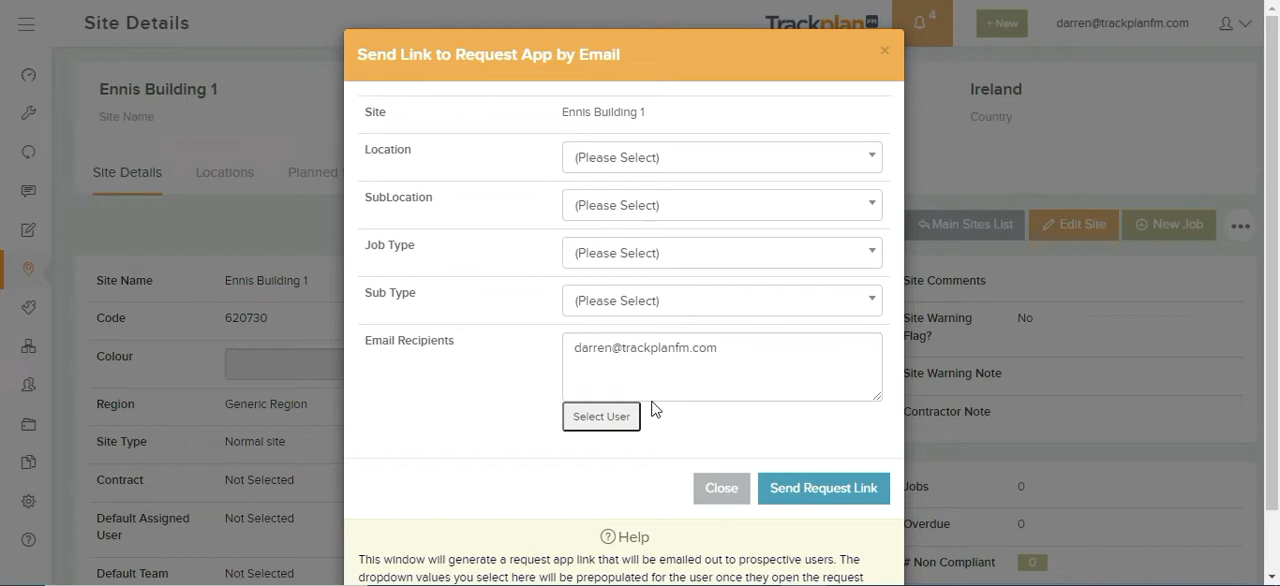 Site Details
Trackplan FM
4
+ New
darren@trackplanfm.com
Send Link to Request App by Email
×
Ennis Building 1
Site Name
Ireland
Country
Site Details
Locations
Planned S
Main Sites List
Edit Site
New Job
Site
Ennis Building 1
Location
(Please Select)
SubLocation
(Please Select)
Job Type
(Please Select)
Sub Type
(Please Select)
Email Recipients
darren@trackplanfm.com
Select User
Close
Send Request Link
Help
This window will generate a request app link that will be emailed out to prospective users. The
dropdown values you select here will be prepopulated for the user once they open the request
Site Name
Ennis Building 1
Code
620730
Colour
Region
Generic Region
Site Type
Normal site
Contract
Not Selected
Default Assigned
User
Not Selected
Default Team
Not Selected
Site Comments
Site Warning
Flag?
No
Site Warning Note
Contractor Note
Jobs
0
Overdue
0
# Non Compliant
0